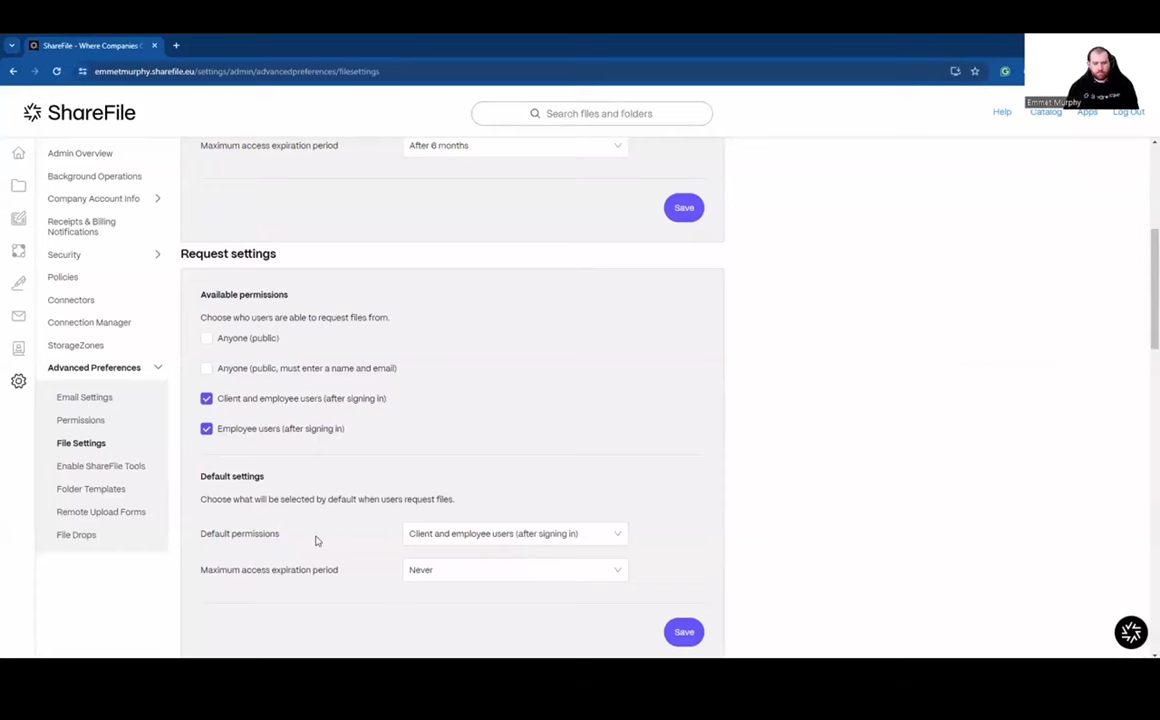 ShareFile - Where Companies C
emmetmurphy.sharefile.eu/settings/admin/advancedpreferences/filesettings
Emmet Murphy
ShareFile
Search files and folders
Help
Catalog
Apps
Log Out
Admin Overview
Background Operations
Company Account Info
Receipts & Billing
Notifications
Security
Policies
Connectors
Connection Manager
StorageZones
Advanced Preferences
Email Settings
Permissions
File Settings
Enable ShareFile Tools
Folder Templates
Remote Upload Forms
File Drops
Maximum access expiration period
After 6 months
Save
Request settings
Available permissions
Choose who users are able to request files from.
Anyone (public)
Anyone (public, must enter a name and email)
Client and employee users (after signing in)
Employee users (after signing in)
Default settings
Choose what will be selected by default when users request files.
Default permissions
Client and employee users (after signing in)
Maximum access expiration period
Never
Save